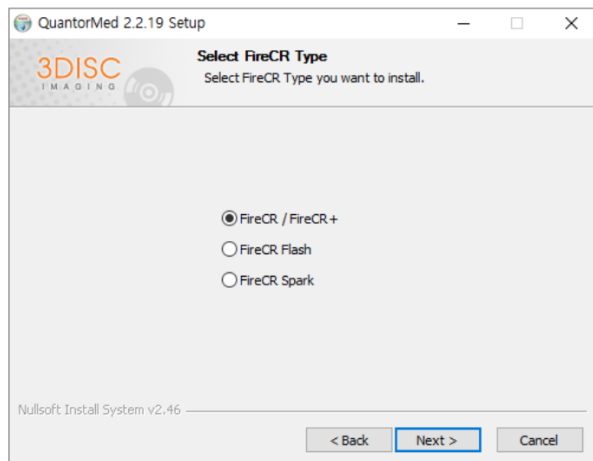 QuantorMed 2.2.19 Setup
3DISC
IMAGING
Select FireCR Type
Select FireCR Type you want to install.
FireCR / FireCR+
FireCR Flash
FireCR Spark
Nullsoft Install System v2.46
< Back
Next >
Cancel